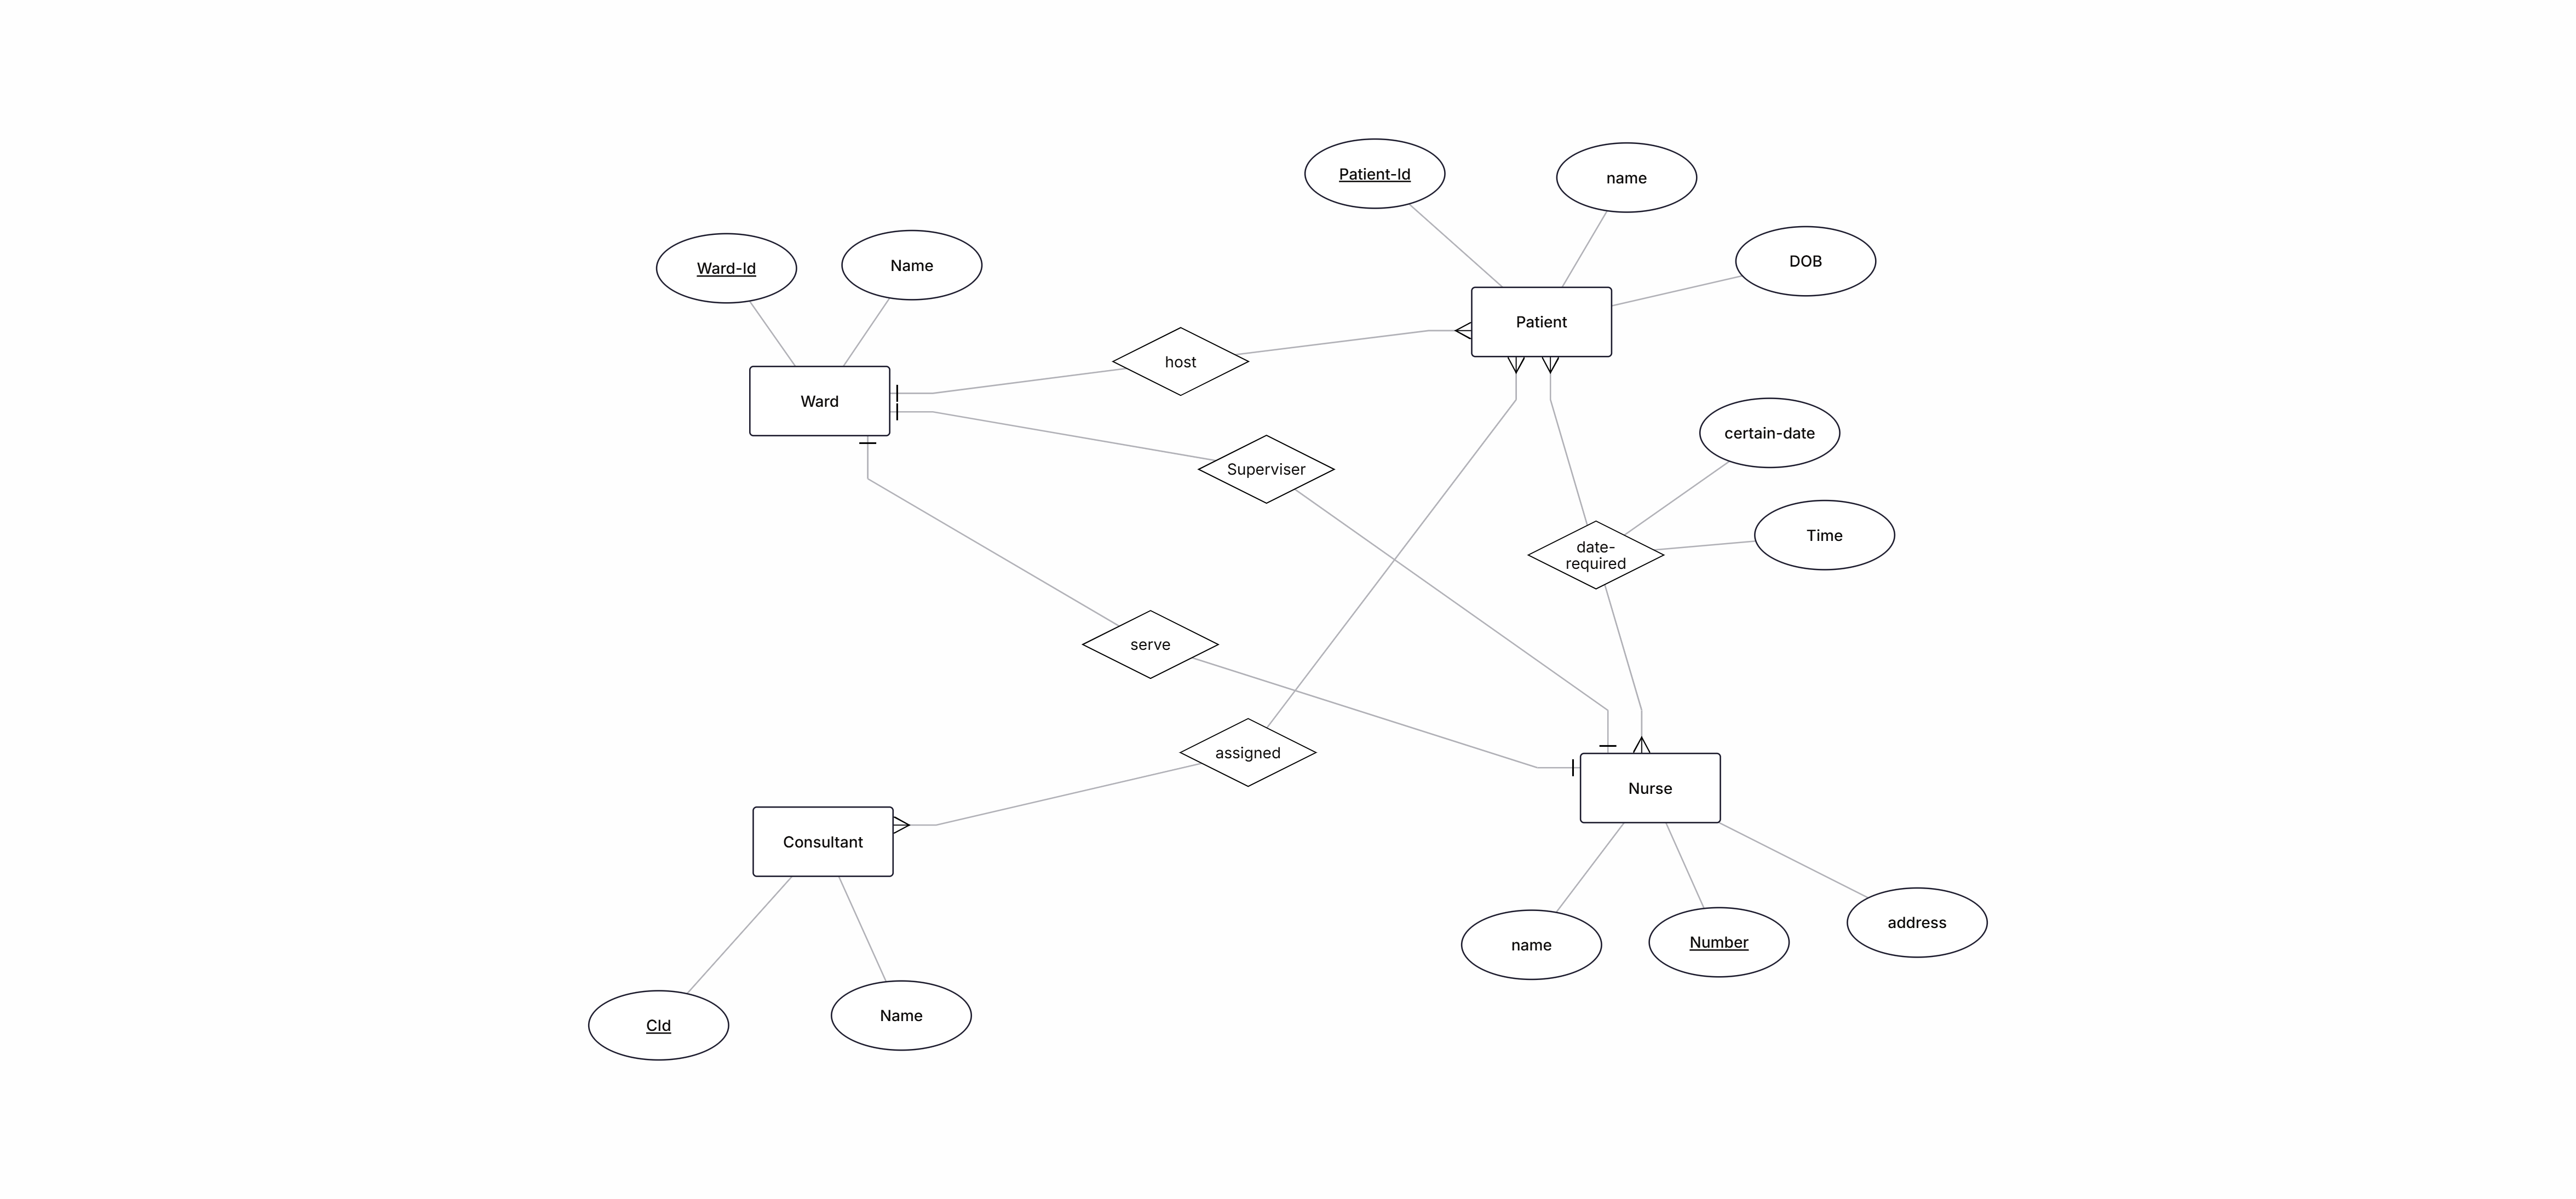 Patient-Id
name
Ward-Id
Name
DOB
Patient
host
Ward
certain-date
Superviser
Time
date-
required
serve
assigned
Nurse
Consultant
address
name
Number
CId
Name